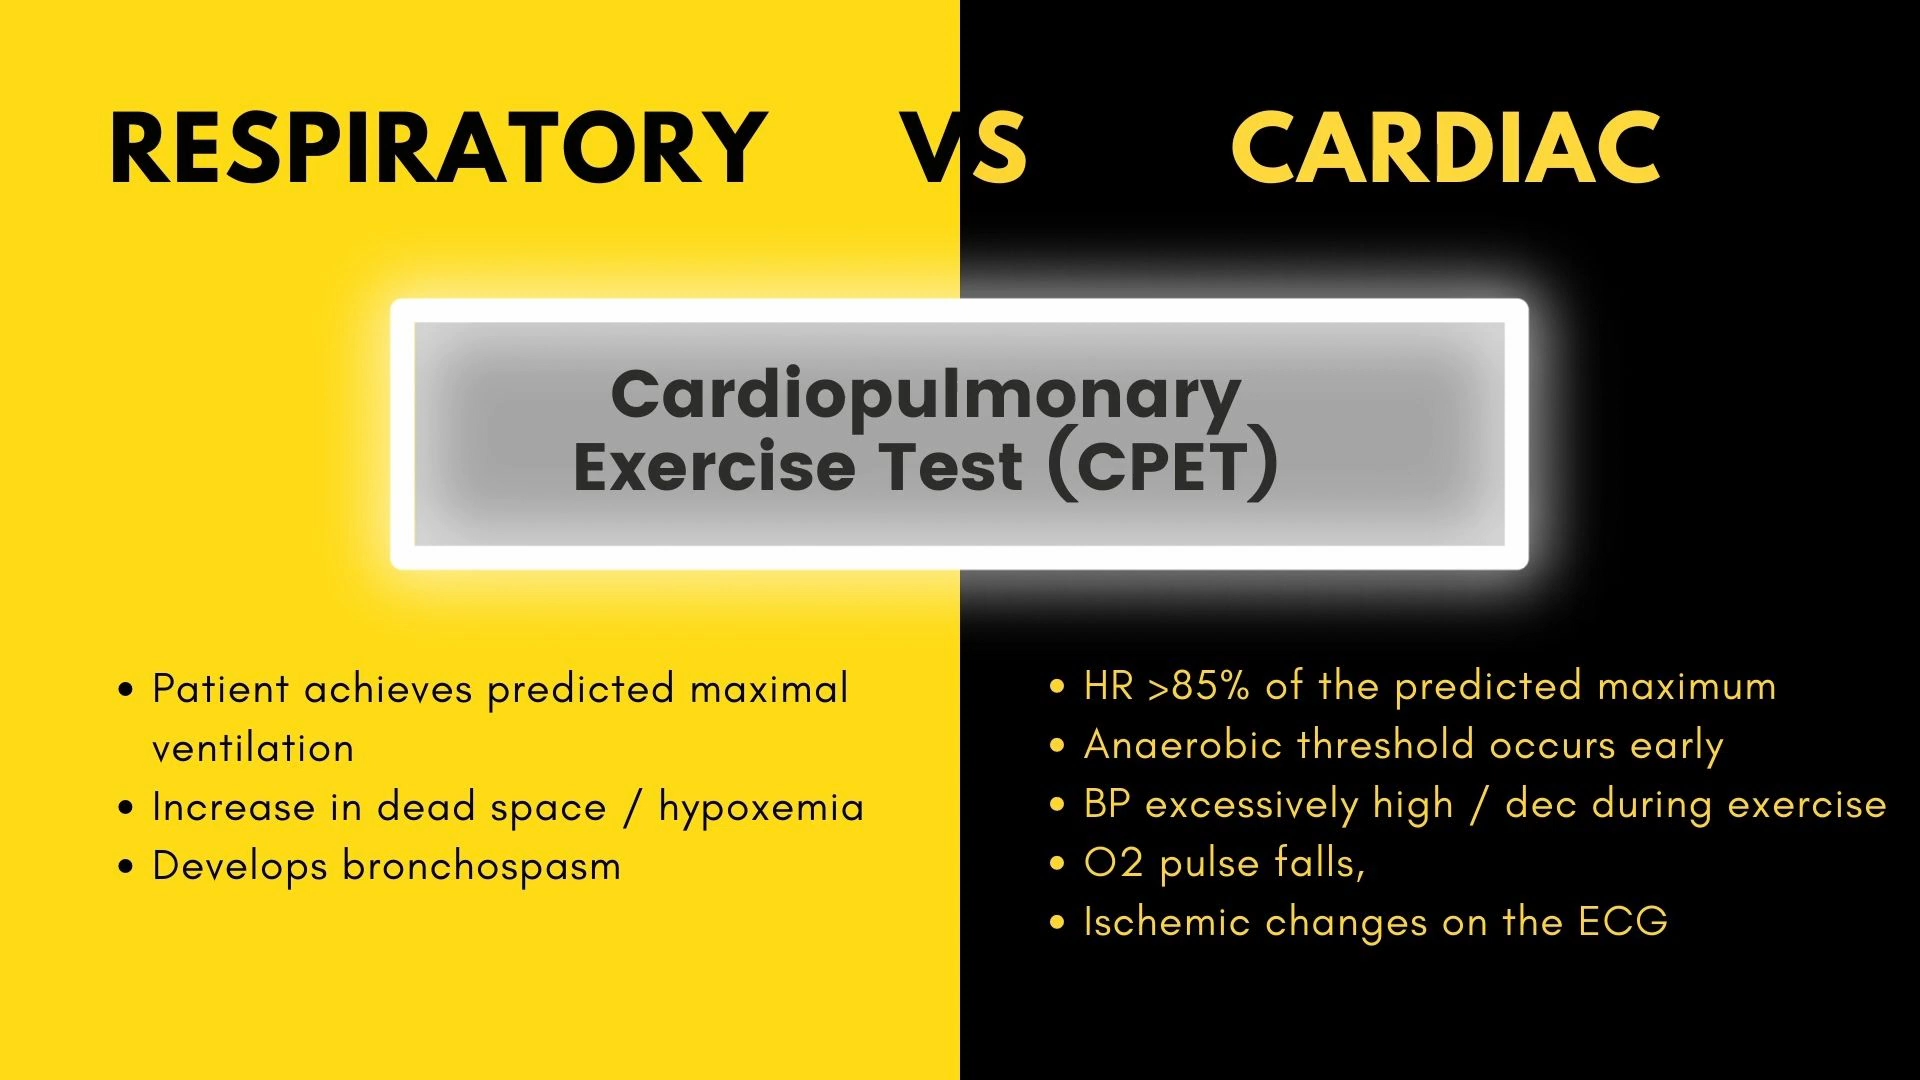 RESPIRATORY VS CARDIAC
Cardiopulmonary
Exercise Test (CPET)
• Patient achieves predicted maximal
ventilation
• Increase in dead space / hypoxemia
• Develops bronchospasm
• HR >85% of the predicted maximum
• Anaerobic threshold occurs early
• BP excessively high / dec during exercise
• O2 pulse falls,
• Ischemic changes on the ECG